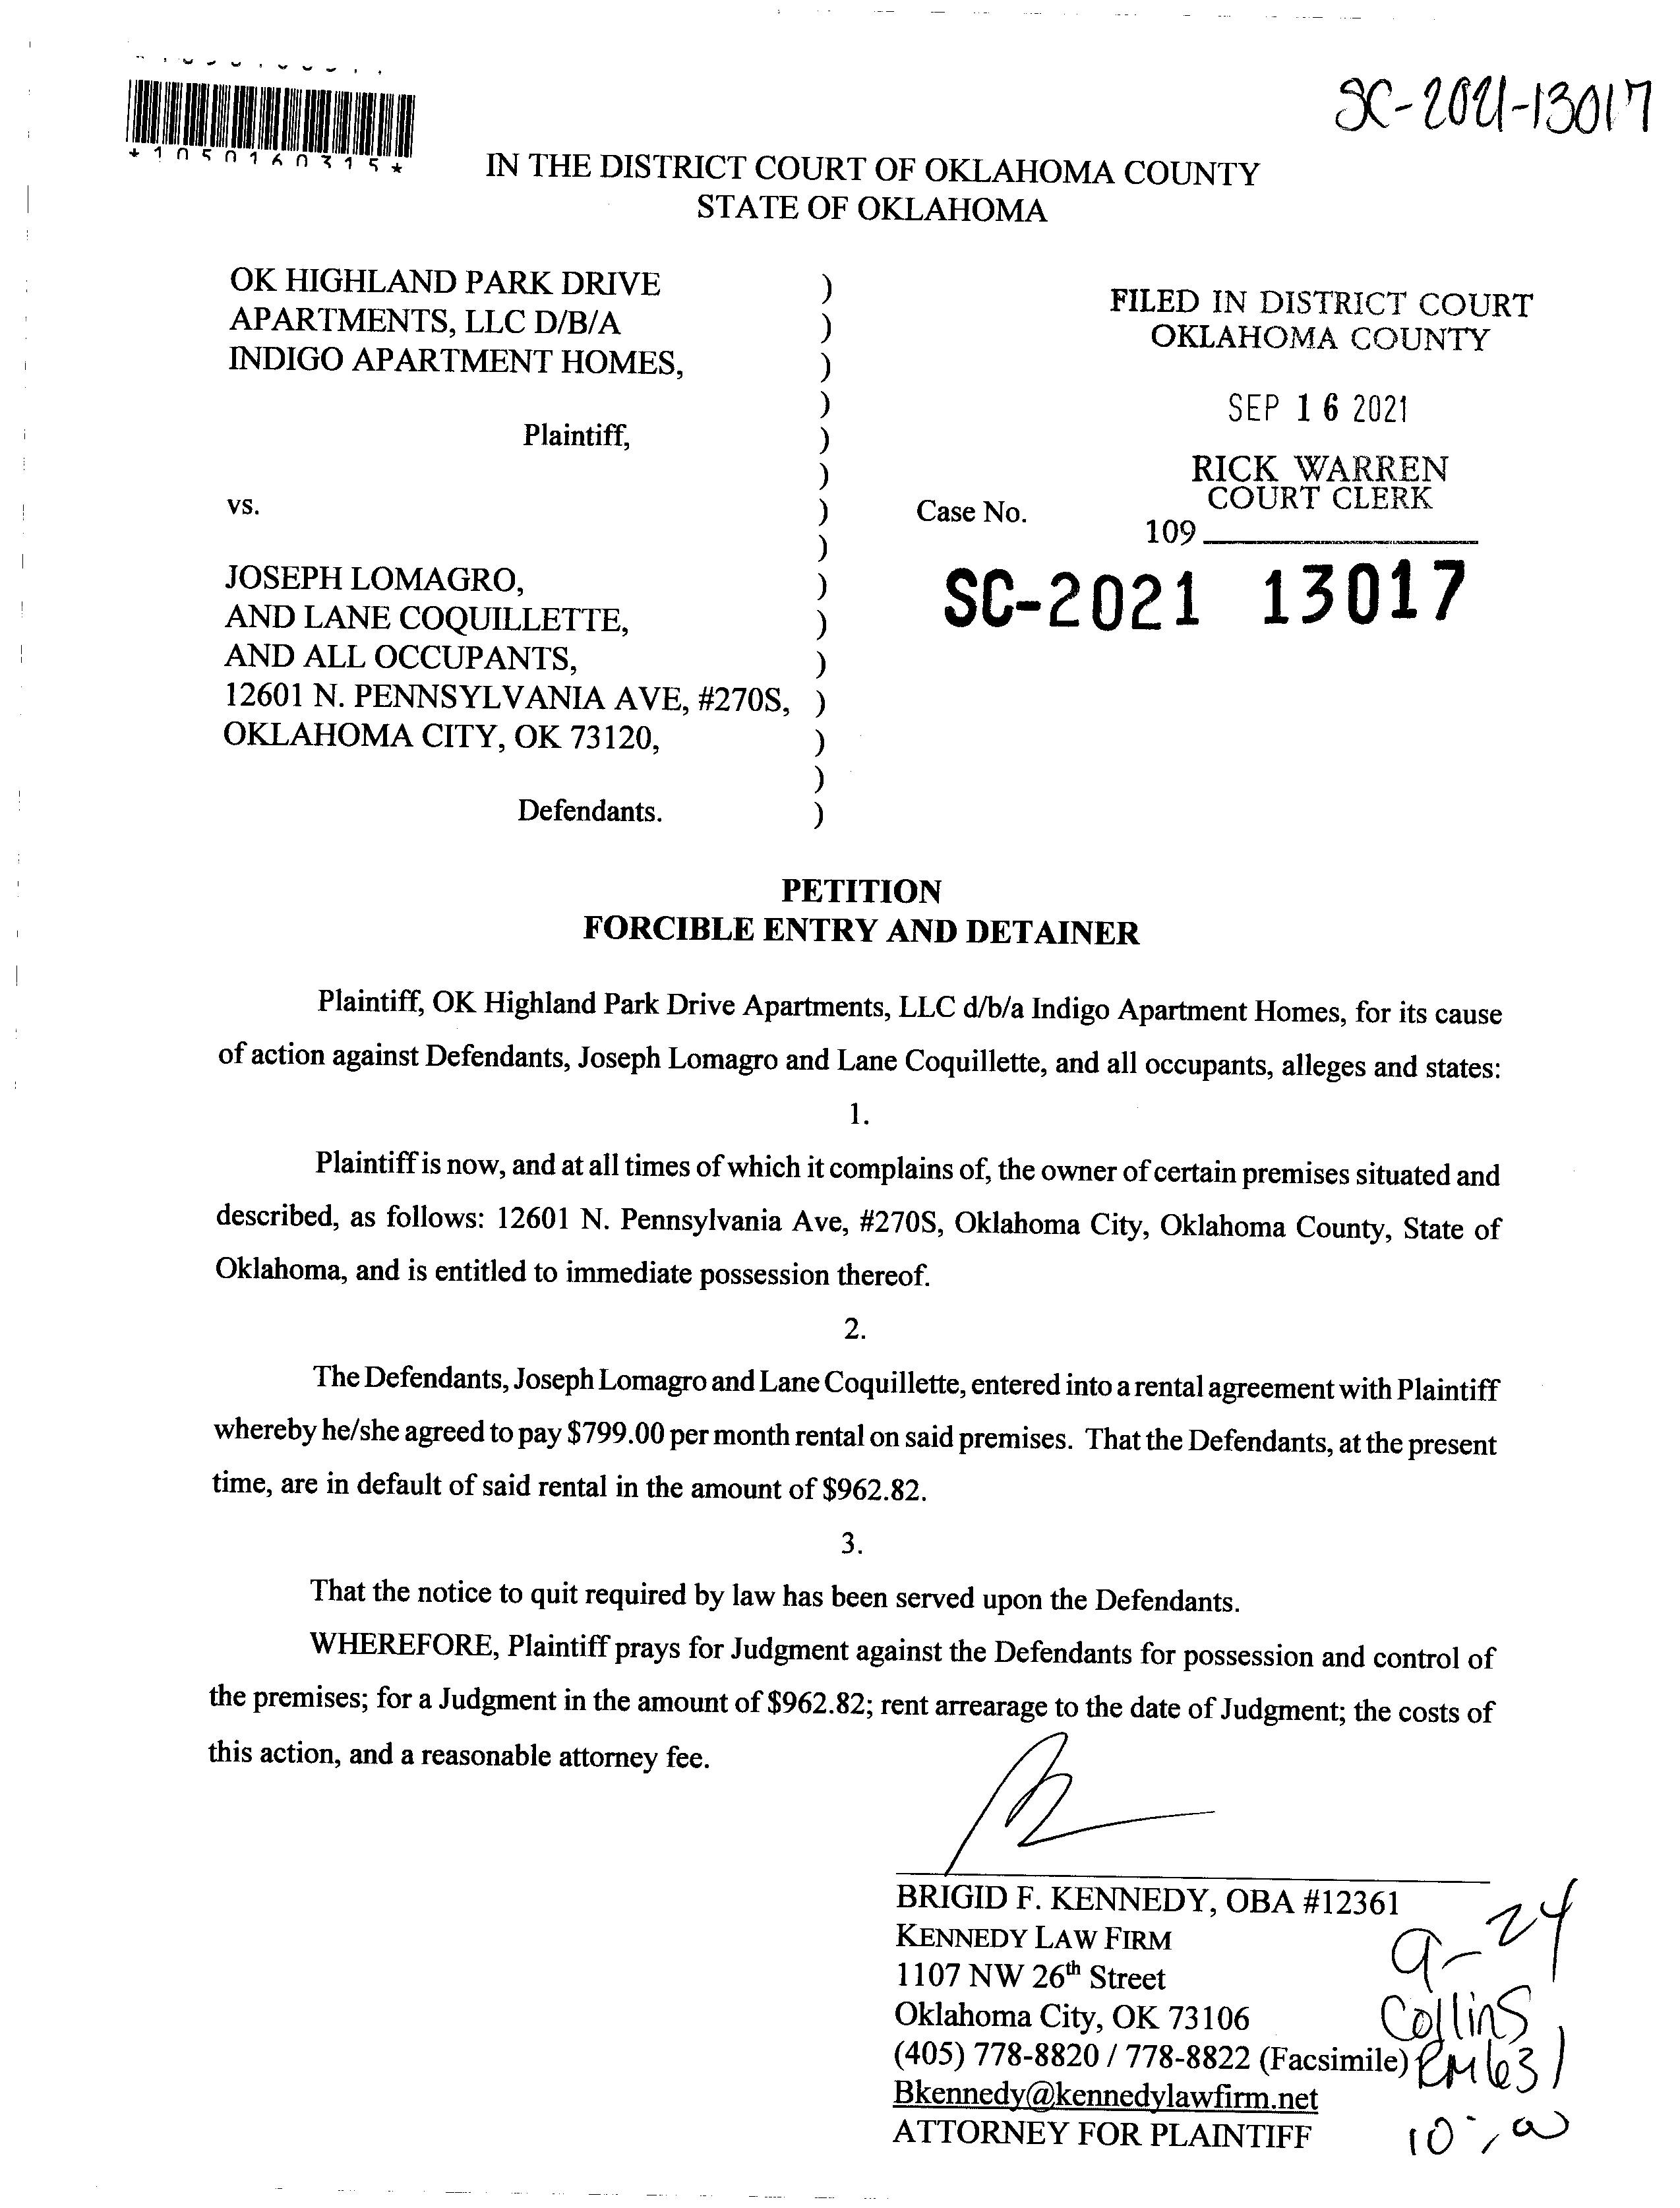 SC-2021-13017
*1050160315*
IN THE DISTRICT COURT OF OKLAHOMA COUNTY
STATE OF OKLAHOMA
OK HIGHLAND PARK DRIVE )
APARTMENTS, LLC D/B/A )
INDIGO APARTMENT HOMES, )
)
Plaintiff, )
)
vs. )
)
JOSEPH LOMAGRO, )
AND LANE COQUILLETTE, )
AND ALL OCCUPANTS, )
12601 N. PENNSYLVANIA AVE, #270S, )
OKLAHOMA CITY, OK 73120, )
)
Defendants. )
FILED IN DISTRICT COURT
OKLAHOMA COUNTY
SEP 16 2021
RICK WARREN
COURT CLERK
Case No.
109
SC-2021 13017
PETITION
FORCIBLE ENTRY AND DETAINER
Plaintiff, OK Highland Park Drive Apartments, LLC d/b/a Indigo Apartment Homes, for its cause
of action against Defendants, Joseph Lomagro and Lane Coquillette, and all occupants, alleges and states:
1.
Plaintiff is now, and at all times of which it complains of, the owner of certain premises situated and
described, as follows: 12601 N. Pennsylvania Ave, #270S, Oklahoma City, Oklahoma County, State of
Oklahoma, and is entitled to immediate possession thereof.
2.
The Defendants, Joseph Lomagro and Lane Coquillette, entered into a rental agreement with Plaintiff
whereby he/she agreed to pay $799.00 per month rental on said premises. That the Defendants, at the present
time, are in default of said rental in the amount of $962.82.
3.
That the notice to quit required by law has been served upon the Defendants.
WHEREFORE, Plaintiff prays for Judgment against the Defendants for possession and control of
the premises; for a Judgment in the amount of $962.82; rent arrearage to the date of Judgment; the costs of
this action, and a reasonable attorney fee.
BRIGID F. KENNEDY, OBA #12361
KENNEDY LAW FIRM
1107 NW 26th Street
Oklahoma City, OK 73106
(405) 778-8820 / 778-8822 (Facsimile)
Bkennedy@kennedylawfirm.net
ATTORNEY FOR PLAINTIFF
9-24
Collins
RM 631
10:00